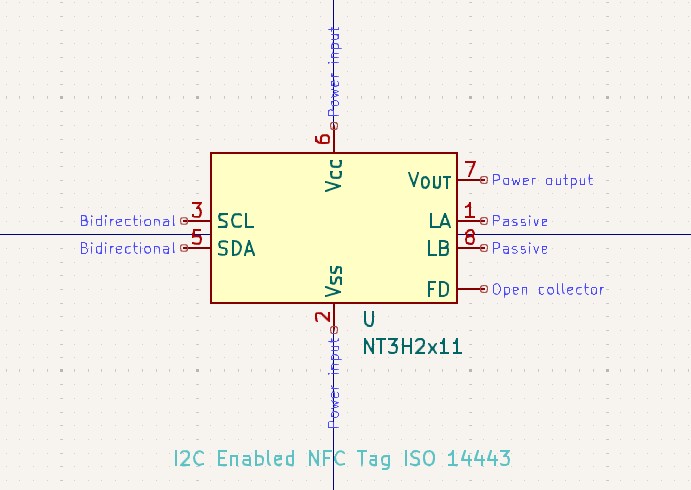 Power input
6
VCC
VOUT
7
Power output
Bidirectional
3
SCL
LA
1
Passive
Bidirectional
5
SDA
LB
8
Passive
VSS
FD
Open collector
2
Power input
U
NT3H2x11
I2C Enabled NFC Tag ISO 14443